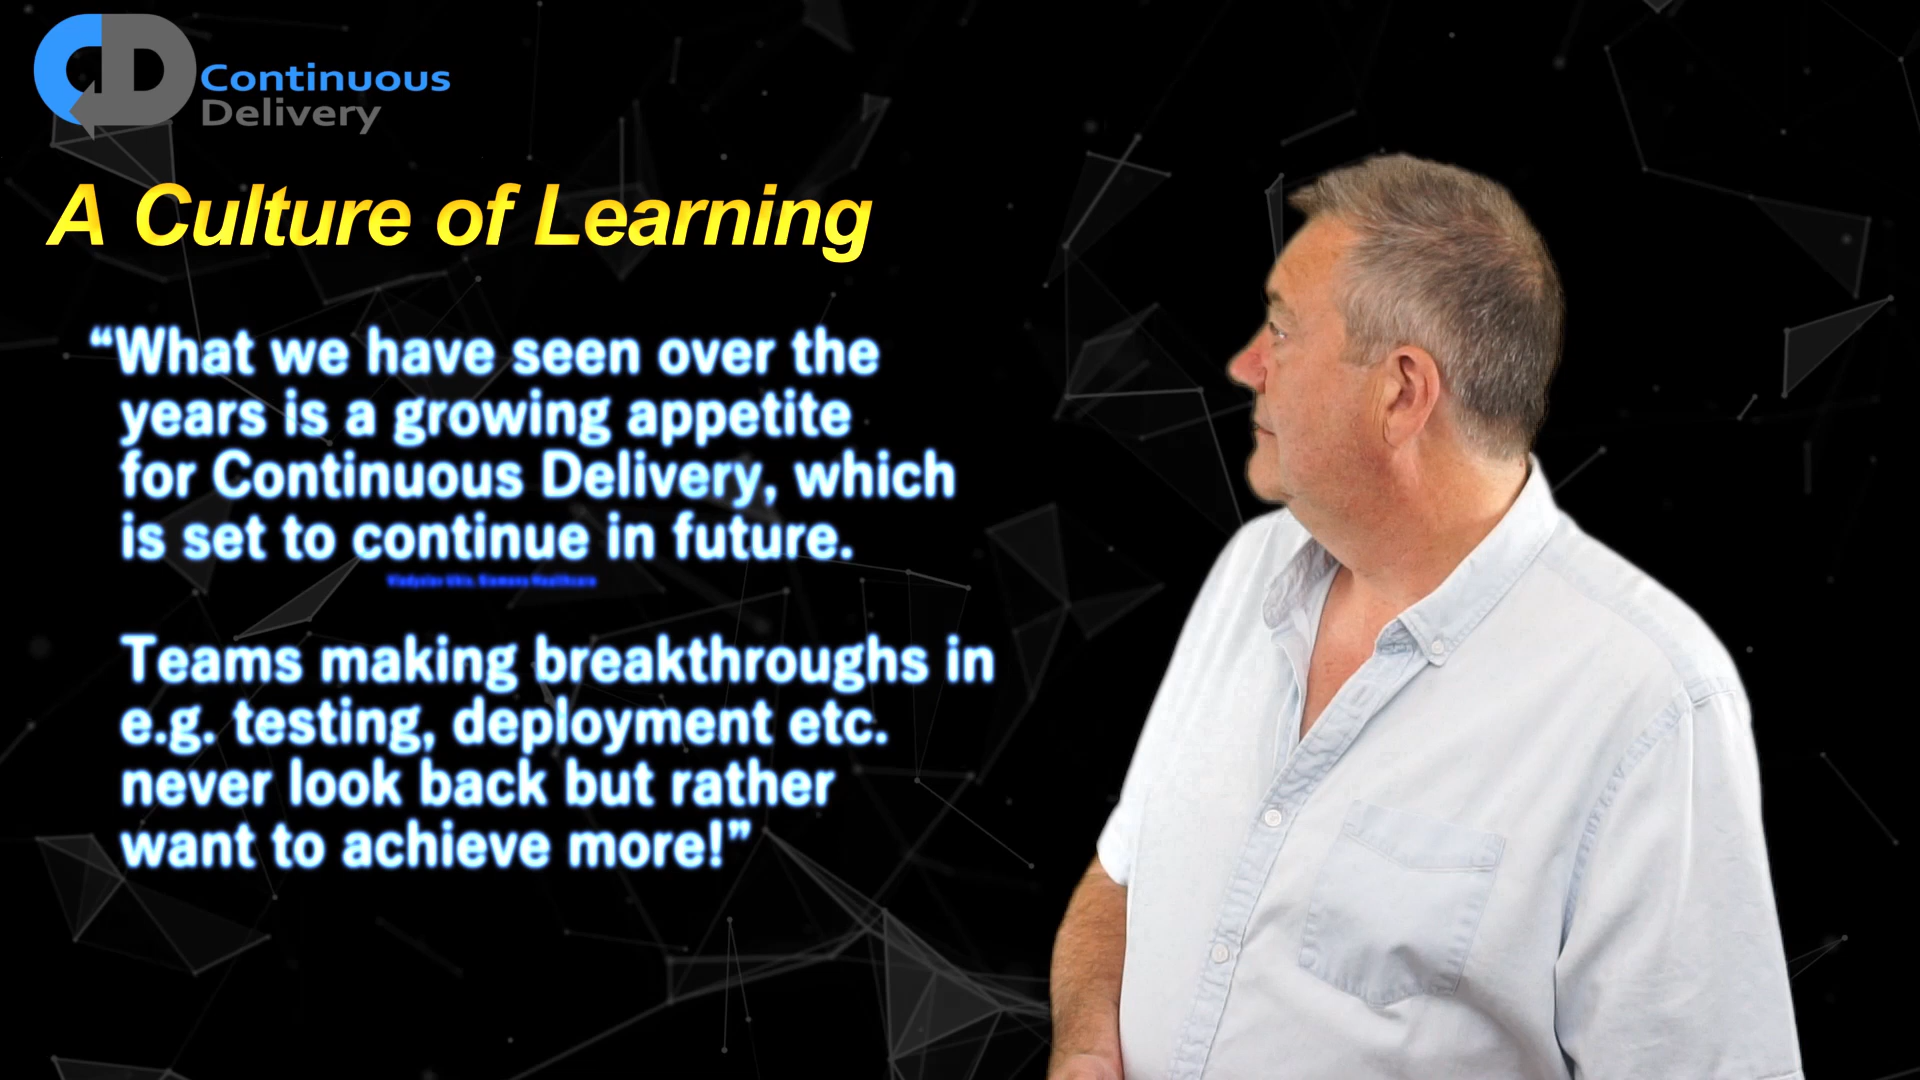 CD
Continuous
Delivery
A Culture of Learning
“What we have seen over the
years is a growing appetite
for Continuous Delivery, which
is set to continue in future.
Teams making breakthroughs in
e.g. testing, deployment etc.
never look back but rather
want to achieve more!”